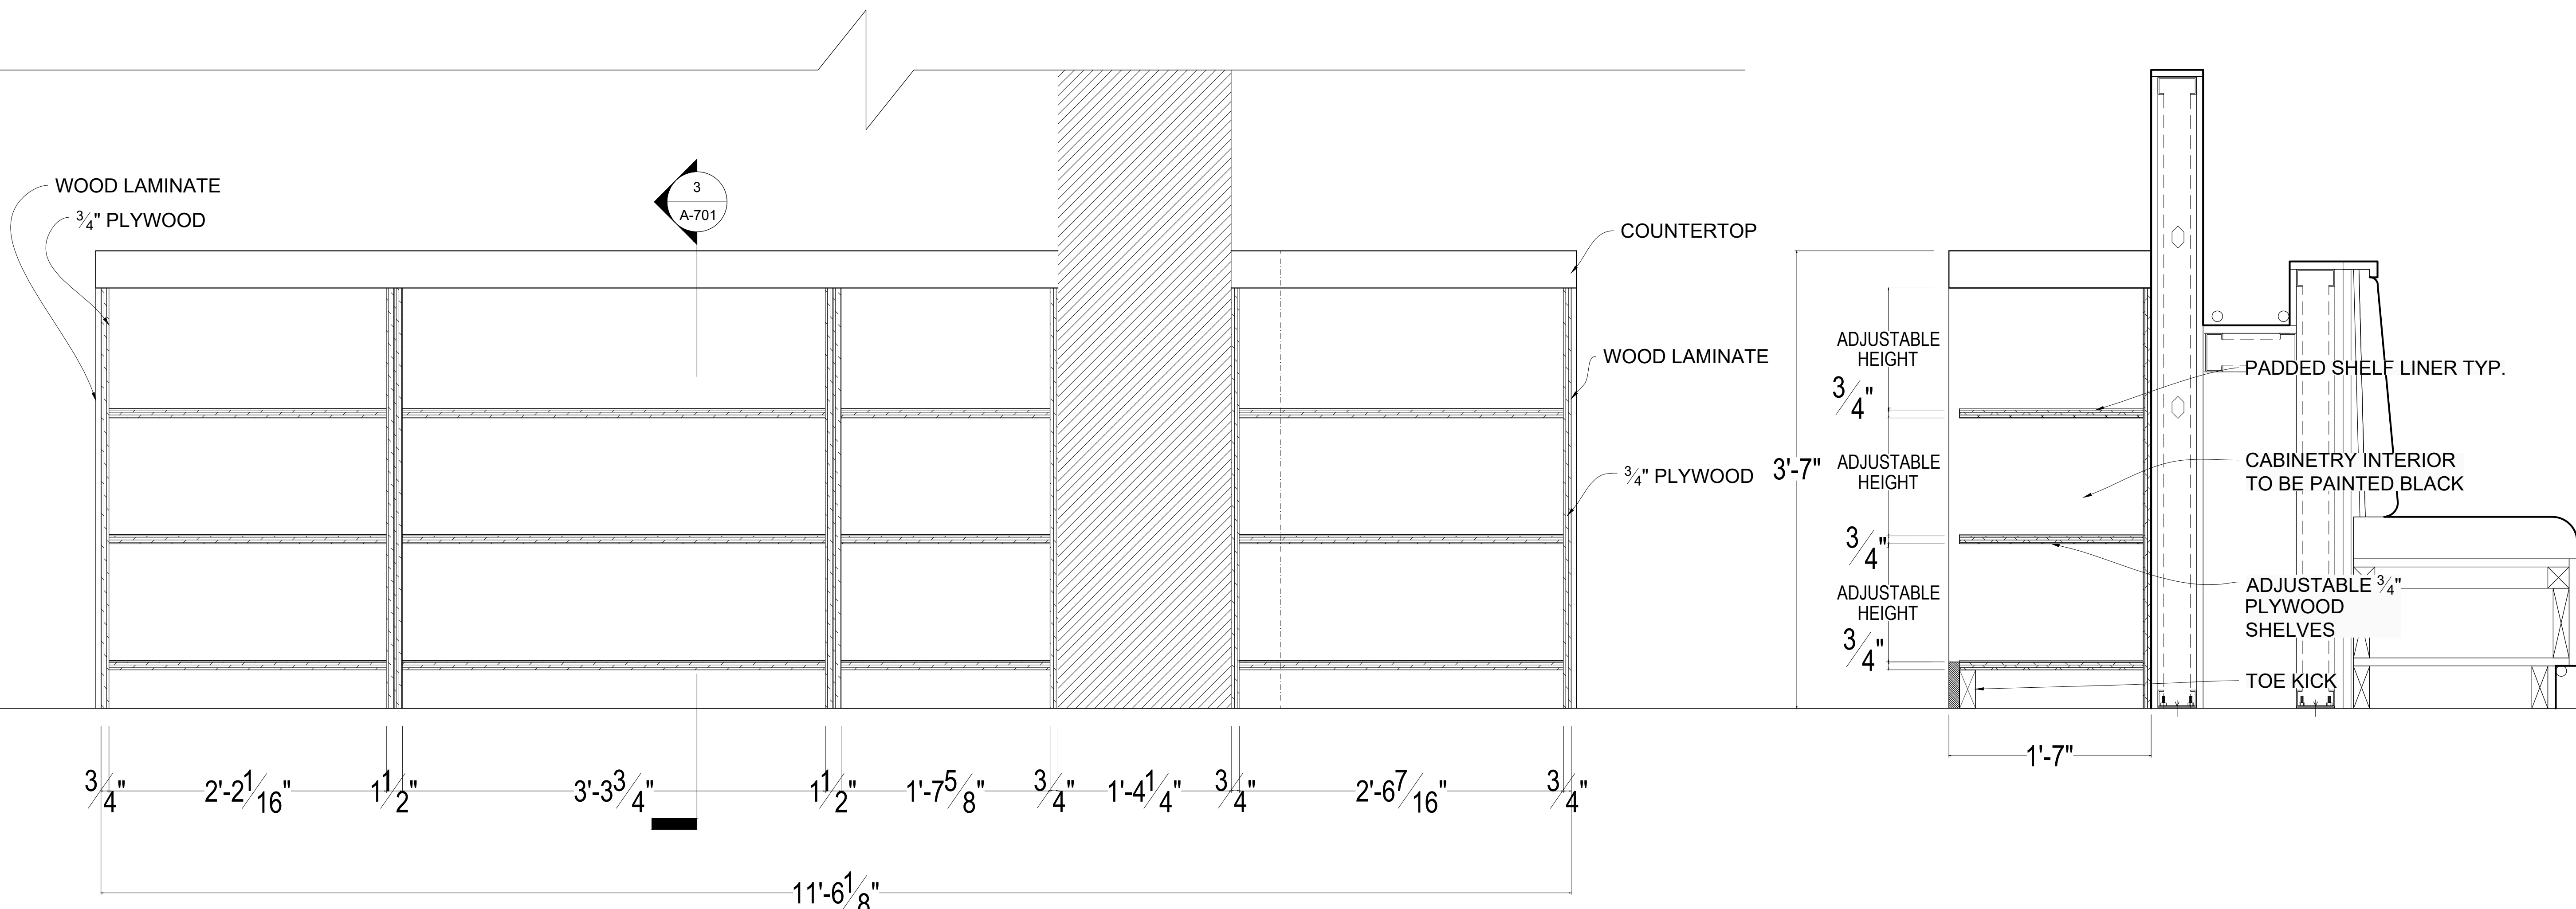 WOOD LAMINATE
3/4" PLYWOOD
3
A-701
COUNTERTOP
WOOD LAMINATE
3/4" PLYWOOD
3/4"
2'-2 1/16"
1 1/2"
3'-3 3/4"
1 1/2"
1'-7 5/8"
3/4"
1'-4 1/4"
3/4"
2'-6 7/16"
3/4"
11'-6 1/8"
3'-7"
ADJUSTABLE
HEIGHT
3/4"
ADJUSTABLE
HEIGHT
3/4"
ADJUSTABLE
HEIGHT
3/4"
1'-7"
PADDED SHELF LINER TYP.
CABINETRY INTERIOR
TO BE PAINTED BLACK
ADJUSTABLE 3/4"
PLYWOOD
SHELVES
TOE KICK